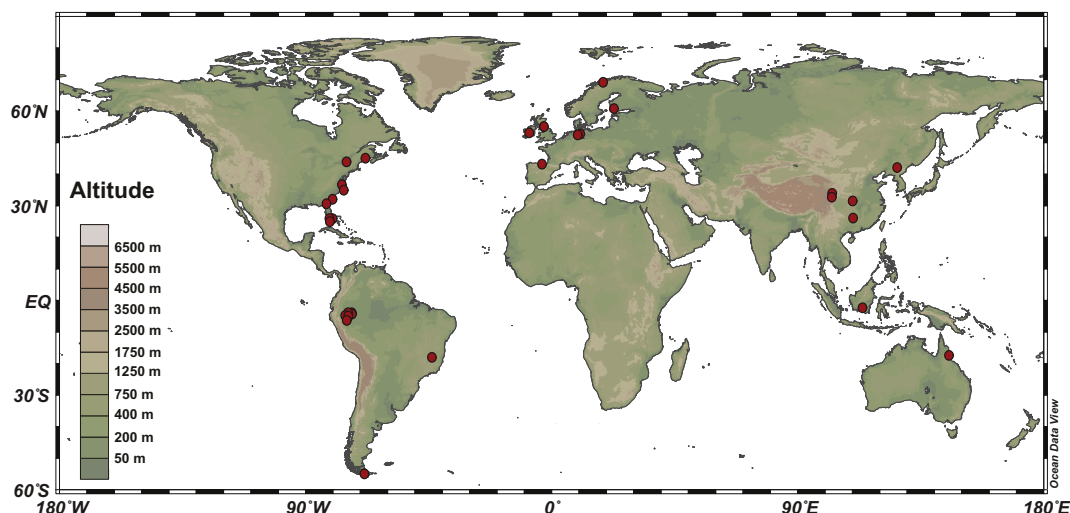 60°N
30°N
EQ
30°S
60°S
180°W
90°W
0°
90°E
180°E
Altitude
6500 m
5500 m
4500 m
3500 m
2500 m
1750 m
1250 m
750 m
400 m
200 m
50 m
Ocean Data View